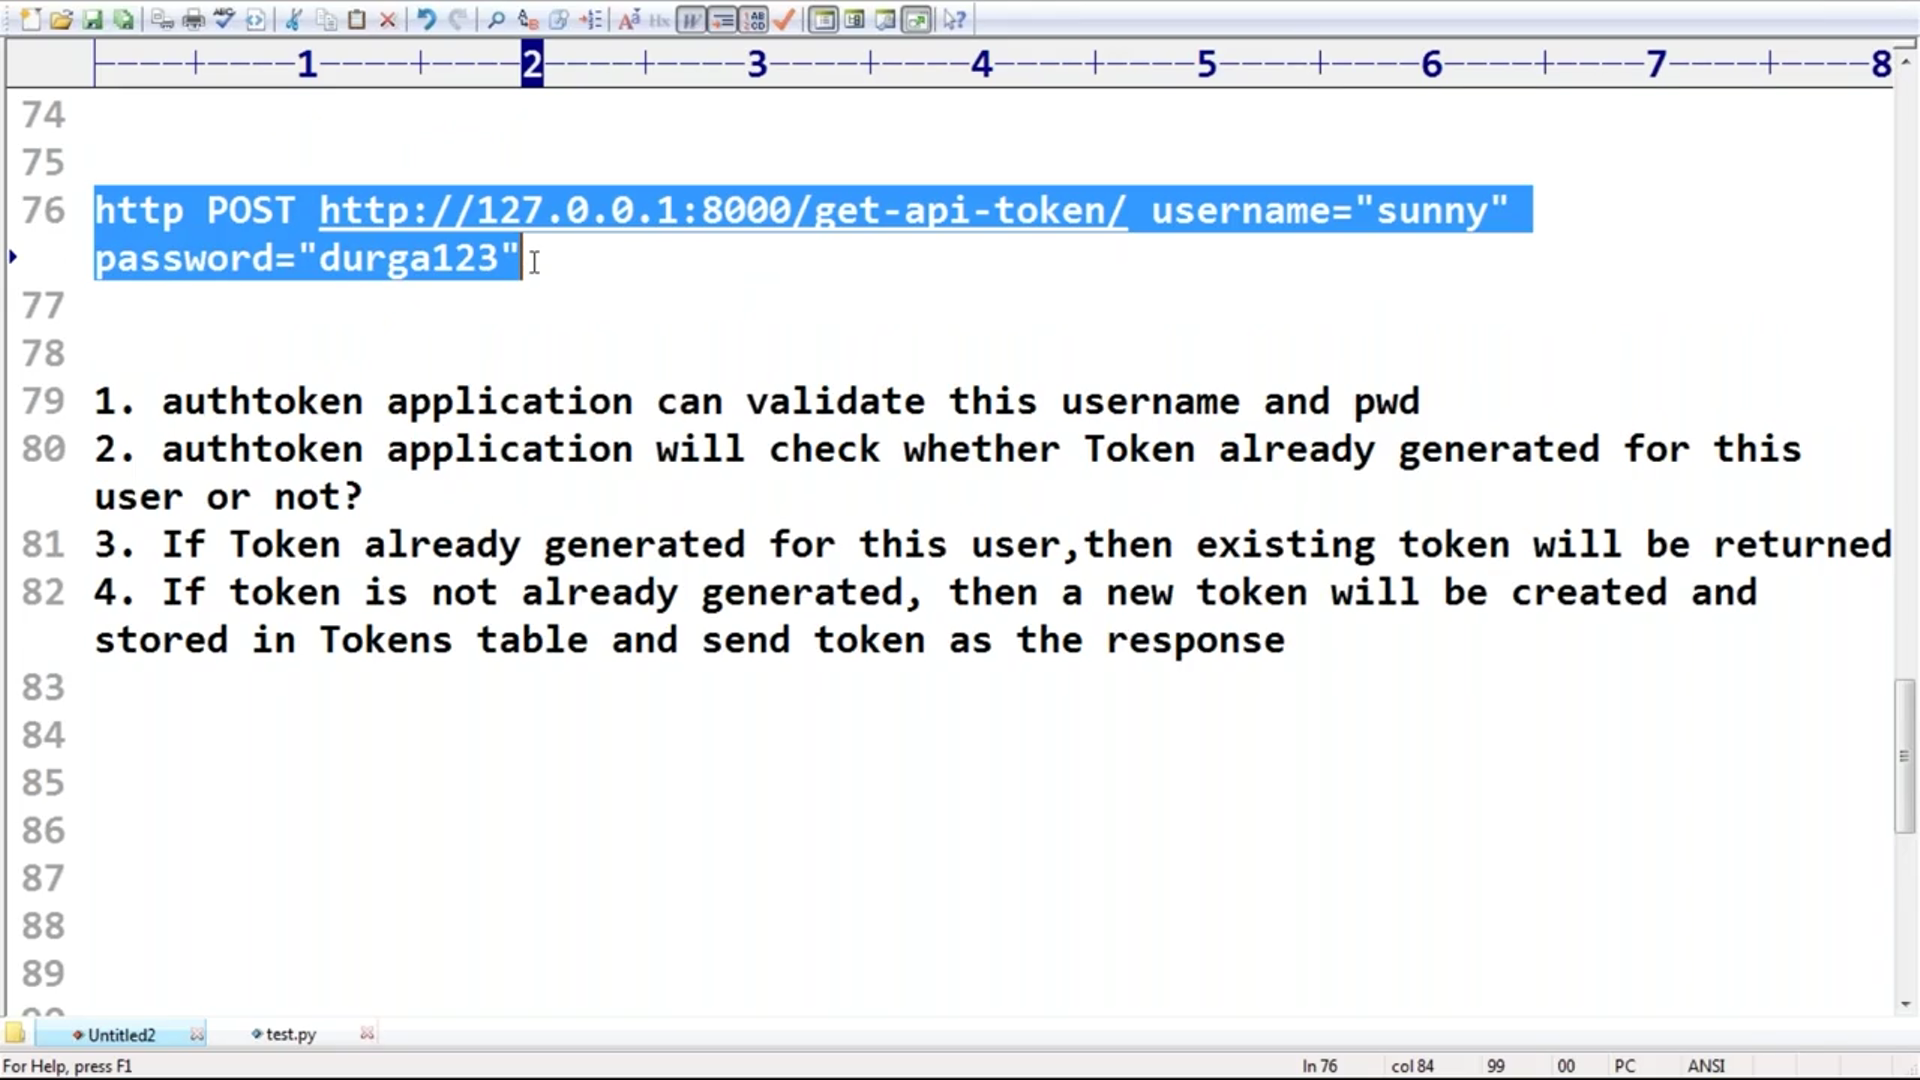 1 2 3 4 5 6 7 8
74
75
76 http POST http://127.0.0.1:8000/get-api-token/ username="sunny"
password="durga123"
77
78
79 1. authtoken application can validate this username and pwd
80 2. authtoken application will check whether Token already generated for this
user or not?
81 3. If Token already generated for this user,then existing token will be returned
82 4. If token is not already generated, then a new token will be created and
stored in Tokens table and send token as the response
83
84
85
86
87
88
89
Untitled2 test.py
For Help, press F1 ln 76 col 84 99 00 PC ANSI